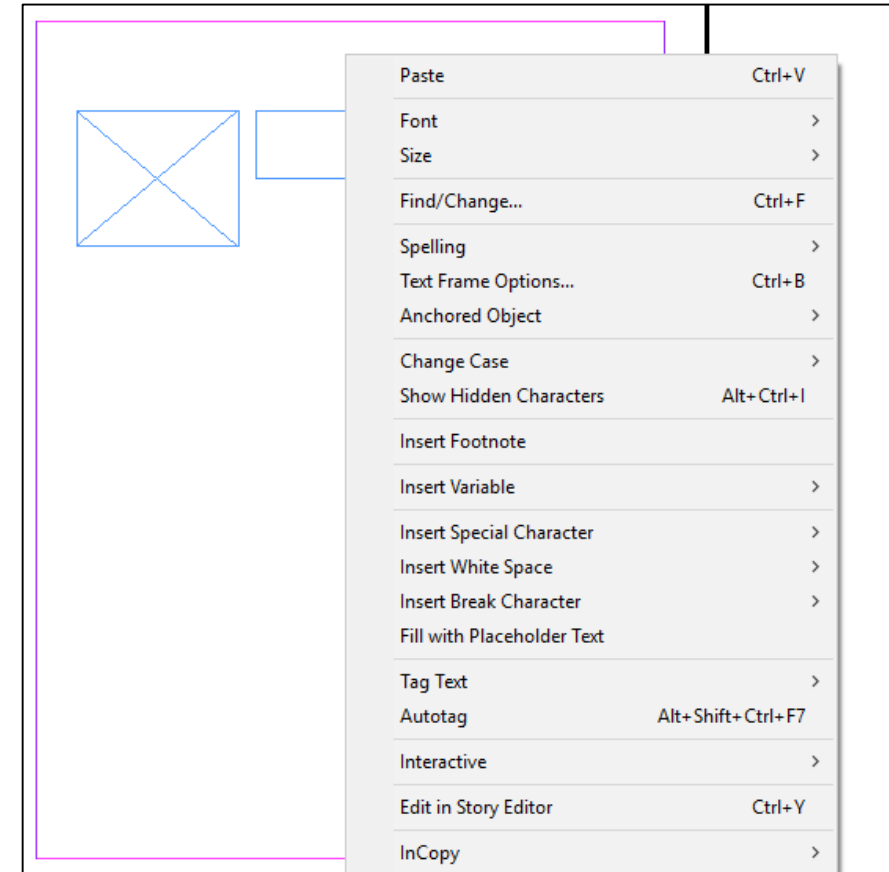 Paste Ctrl+V
Font
Size
Find/Change... Ctrl+F
Spelling
Text Frame Options... Ctrl+B
Anchored Object
Change Case
Show Hidden Characters Alt+Ctrl+I
Insert Footnote
Insert Variable
Insert Special Character
Insert White Space
Insert Break Character
Fill with Placeholder Text
Tag Text
Autotag Alt+Shift+Ctrl+F7
Interactive
Edit in Story Editor Ctrl+Y
InCopy